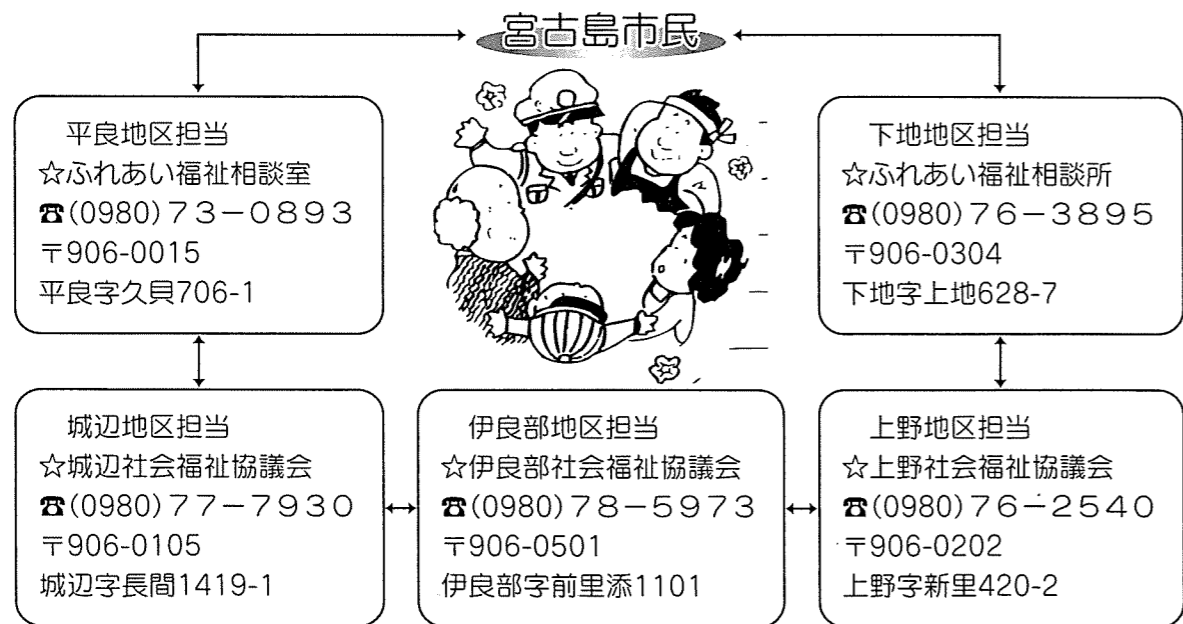 宮古島市民
平良地区担当
☆ふれあい福祉相談室
☎(0980)73-0893
〒906-0015
平良字久貝706-1
下地地区担当
☆ふれあい福祉相談所
☎(0980)76-3895
〒906-0304
下地字上地628-7
城辺地区担当
☆城辺社会福祉協議会
☎(0980)77-7930
〒906-0105
城辺字長間1419-1
伊良部地区担当
☆伊良部社会福祉協議会
☎(0980)78-5973
〒906-0501
伊良部字前里添1101
上野地区担当
☆上野社会福祉協議会
☎(0980)76-2540
〒906-0202
上野字新里420-2